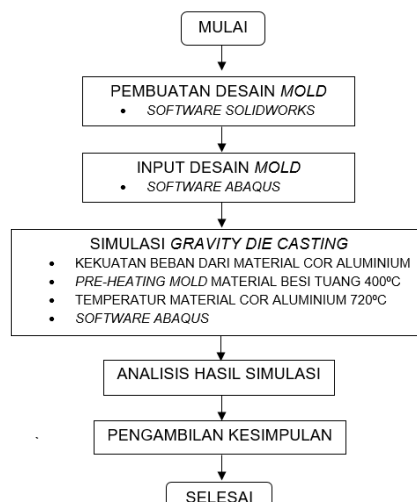 MULAI
PEMBUATAN DESAIN MOLD
• SOFTWARE SOLIDWORKS
INPUT DESAIN MOLD
• SOFTWARE ABAQUS
SIMULASI GRAVITY DIE CASTING
• KEKUATAN BEBAN DARI MATERIAL COR ALUMINIUM
• PRE-HEATING MOLD MATERIAL BESI TUANG 400ºC
• TEMPERATUR MATERIAL COR ALUMINIUM 720ºC
• SOFTWARE ABAQUS
ANALISIS HASIL SIMULASI
PENGAMBILAN KESIMPULAN
SELESAI